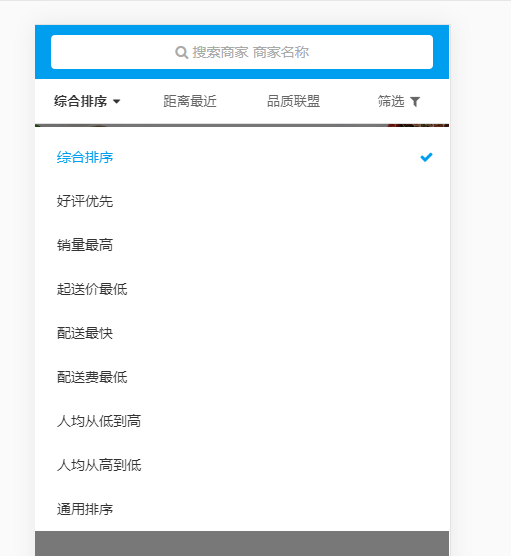 搜索商家 商家名称
综合排序 距离最近 品质联盟 筛选
综合排序
好评优先
销量最高
起送价最低
配送最快
配送费最低
人均从低到高
人均从高到低
通用排序